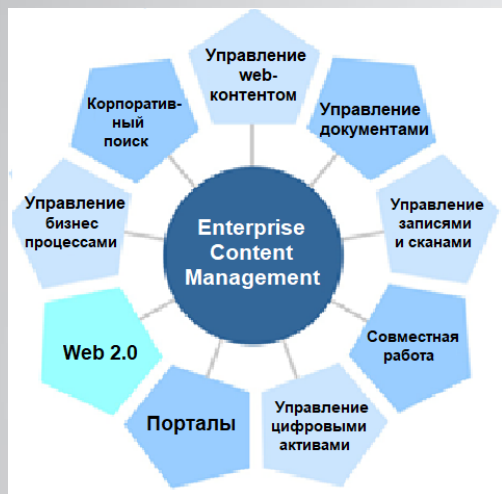 Управление
web-
контентом
Управление
документами
Управление
записями
и сканами
Совместная
работа
Управление
цифровыми
активами
Порталы
Web 2.0
Управление
бизнес
процессами
Корпоратив-
ный
поиск
Enterprise
Content
Management